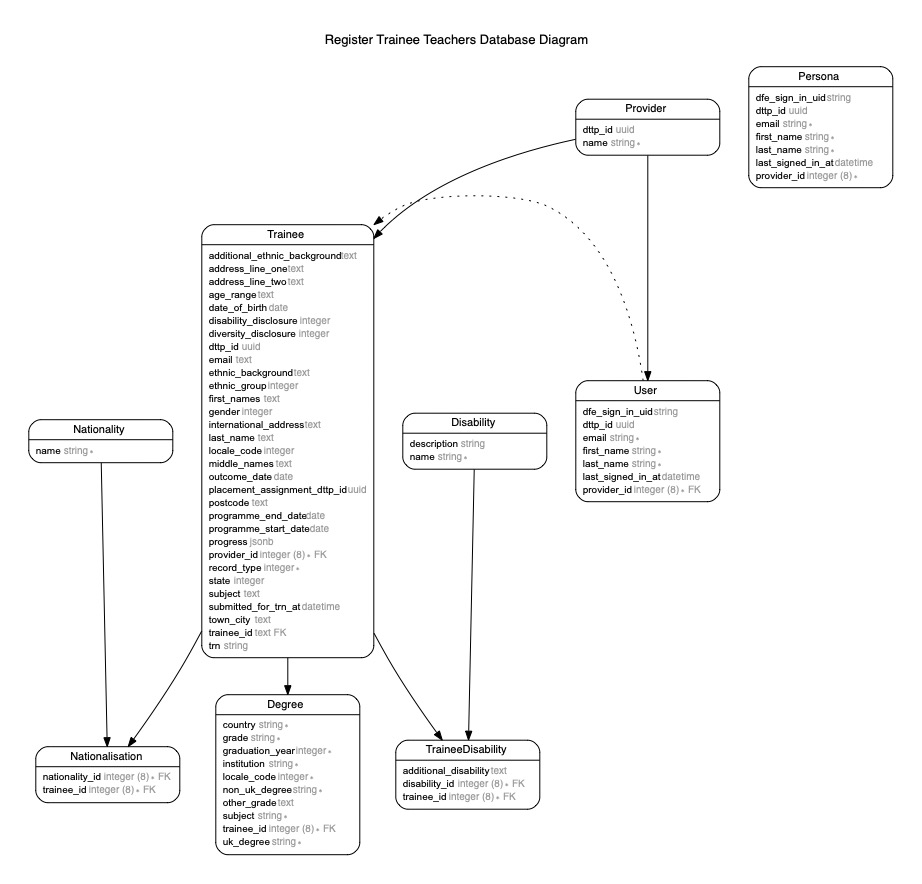 Register Trainee Teachers Database Diagram
Persona
dfe_sign_in_uid string
dttp_id uuid
email string *
first_name string *
last_name string *
last_signed_in_at datetime
provider_id integer (8) *
Provider
dttp_id uuid
name string *
Trainee
additional_ethnic_background text
address_line_one text
address_line_two text
age_range text
date_of_birth date
disability_disclosure integer
diversity_disclosure integer
dttp_id uuid
email text
ethnic_background text
ethnic_group integer
first_names text
gender integer
international_address text
last_name text
locale_code integer
middle_names text
outcome_date date
placement_assignment_dttp_id uuid
postcode text
programme_end_date date
programme_start_date date
progress jsonb
provider_id integer (8) * FK
record_type integer *
state integer
subject text
submitted_for_trn_at datetime
town_city text
trainee_id text FK
trn string
User
dfe_sign_in_uid string
dttp_id uuid
email string *
first_name string *
last_name string *
last_signed_in_at datetime
provider_id integer (8) * FK
Nationality
name string *
Disability
description string
name string *
Nationalisation
nationality_id integer (8) * FK
trainee_id integer (8) * FK
Degree
country string *
grade string *
graduation_year integer *
institution string *
locale_code integer *
non_uk_degree string *
other_grade text
subject string *
trainee_id integer (8) * FK
uk_degree string *
TraineeDisability
additional_disability text
disability_id integer (8) * FK
trainee_id integer (8) * FK